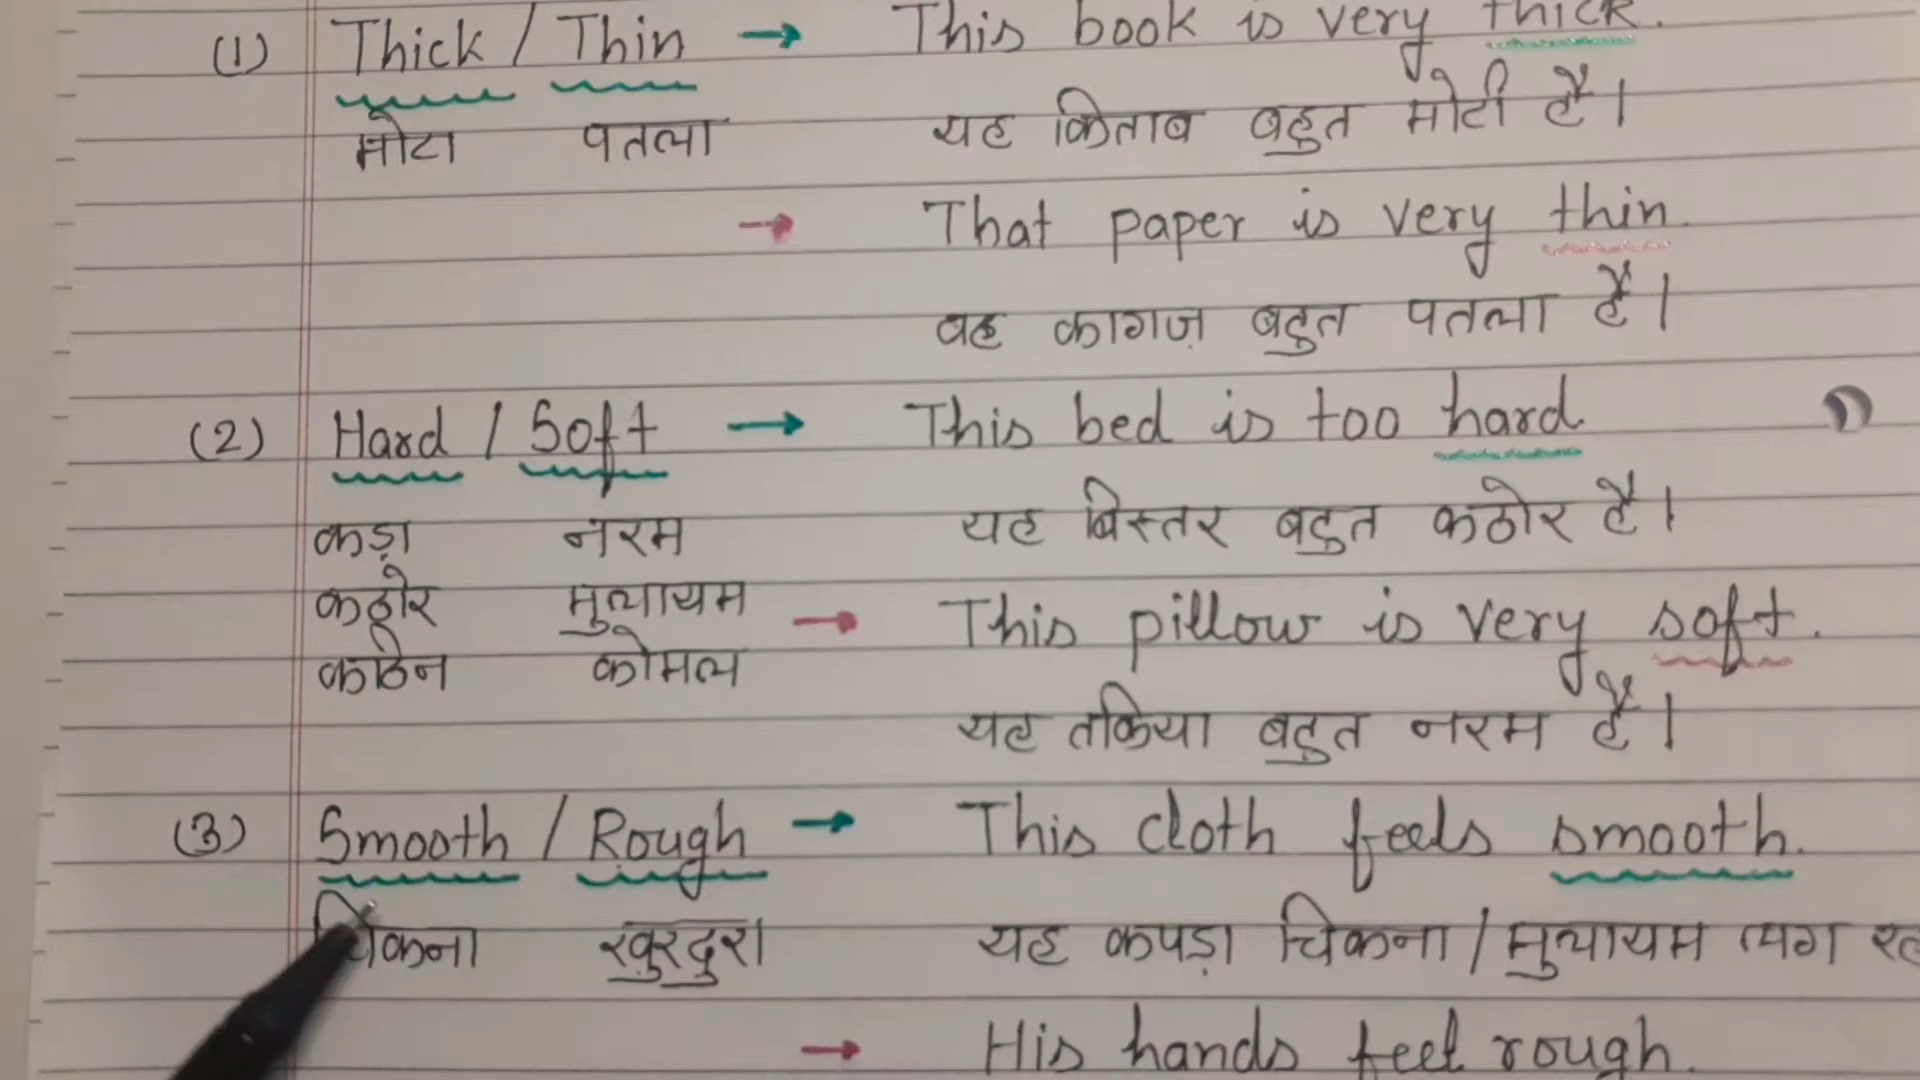 (1) Thick / Thin → This book is very thick.
मोटा पतला यह किताब बहुत मोटी है।
→ That paper is very thin.
वह कागज़ बहुत पतला है।
(2) Hard / Soft → This bed is too hard.
कड़ा नरम यह बिस्तर बहुत कठोर है।
कठोर मुलायम → This pillow is very soft.
कठिन कोमल
यह तकिया बहुत नरम है।
(3) Smooth / Rough → This cloth feels smooth.
चिकना खुरदुरा यह कपड़ा चिकना / मुलायम लग
→ His hands feel rough.